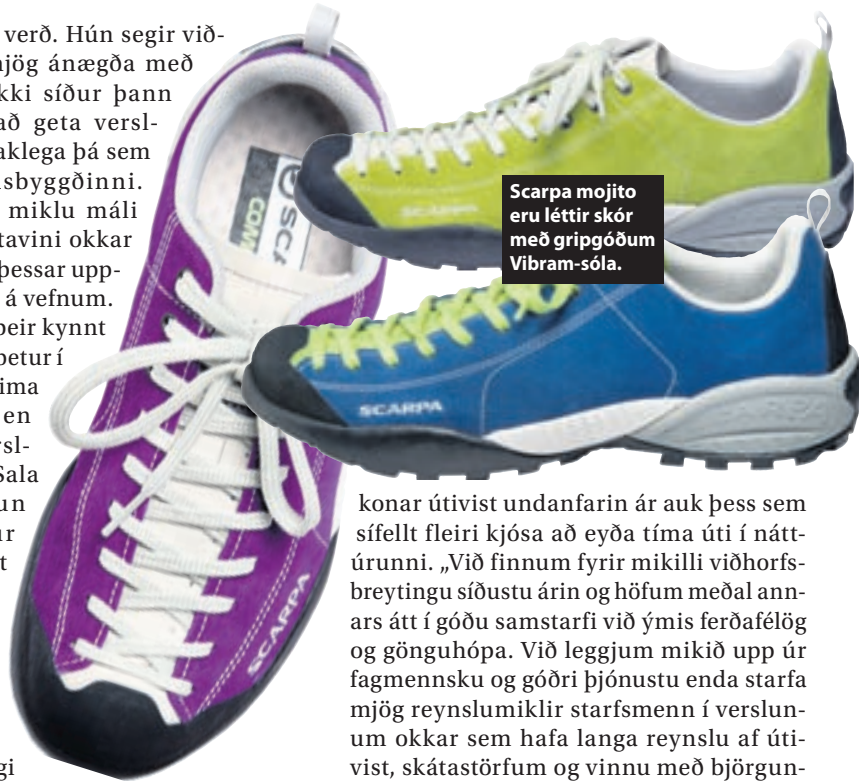 verð. Hún segir við-
mjög ánægða með
kki síður þann
að geta versl-
aklega þá sem
sbyggðinni.
miklu máli
tavini okkar
þessar upp-
á vefnum.
þeir kynnt
betur í
ima
en
rsl-
Sala
un
ur
t
gi
SCA
COM
SCARPA
SCARPA
Scarpa mojito
eru léttir skór
með gripgóðum
Vibram-sóla.
SCARPA
konar útivist undanfarin ár auk þess sem
sífellt fleiri kjósa að eyða tíma úti í nátt-
úrunni. „Við finnum fyrir mikilli viðhorfs-
breytingu síðustu árin og höfum meðal ann-
ars átt í góðu samstarfi við ýmis ferðafélög
og gönguhópa. Við leggjum mikið upp úr
fagmennsku og góðri þjónustu enda starfa
mjög reynslumiklir starfsmenn í verslun-
um okkar sem hafa langa reynslu af úti-
vist, skátastörfum og vinnu með björgun-